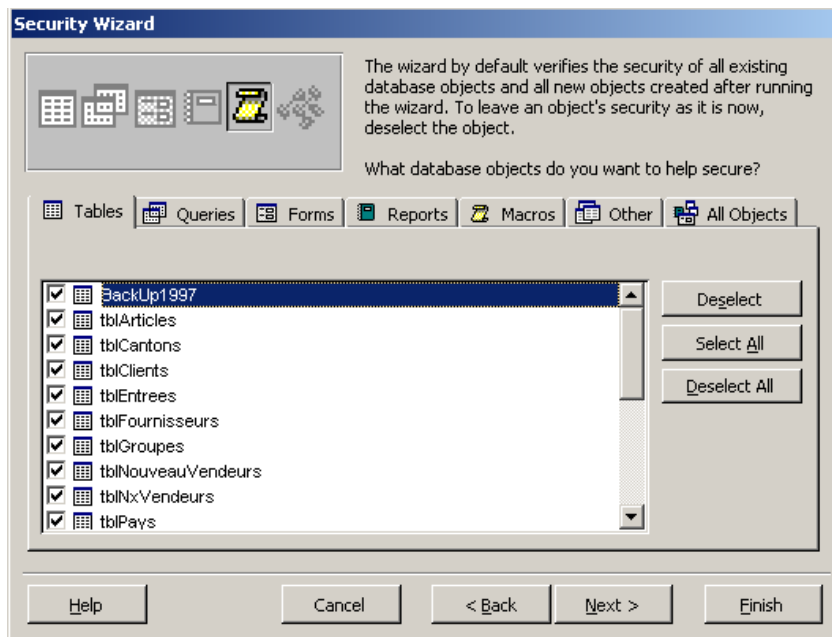 Security Wizard
The wizard by default verifies the security of all existing
database objects and all new objects created after running
the wizard. To leave an object's security as it is now,
deselect the object.
What database objects do you want to help secure?
Tables Queries Forms Reports Macros Other All Objects
BackUp1997
tblArticles
tblCantons
tblClients
tblEntrees
tblFournisseurs
tblGroupes
tblNouveauVendeurs
tblNxVendeurs
tblPays
Deselect
Select All
Deselect All
Help Cancel < Back Next > Finish